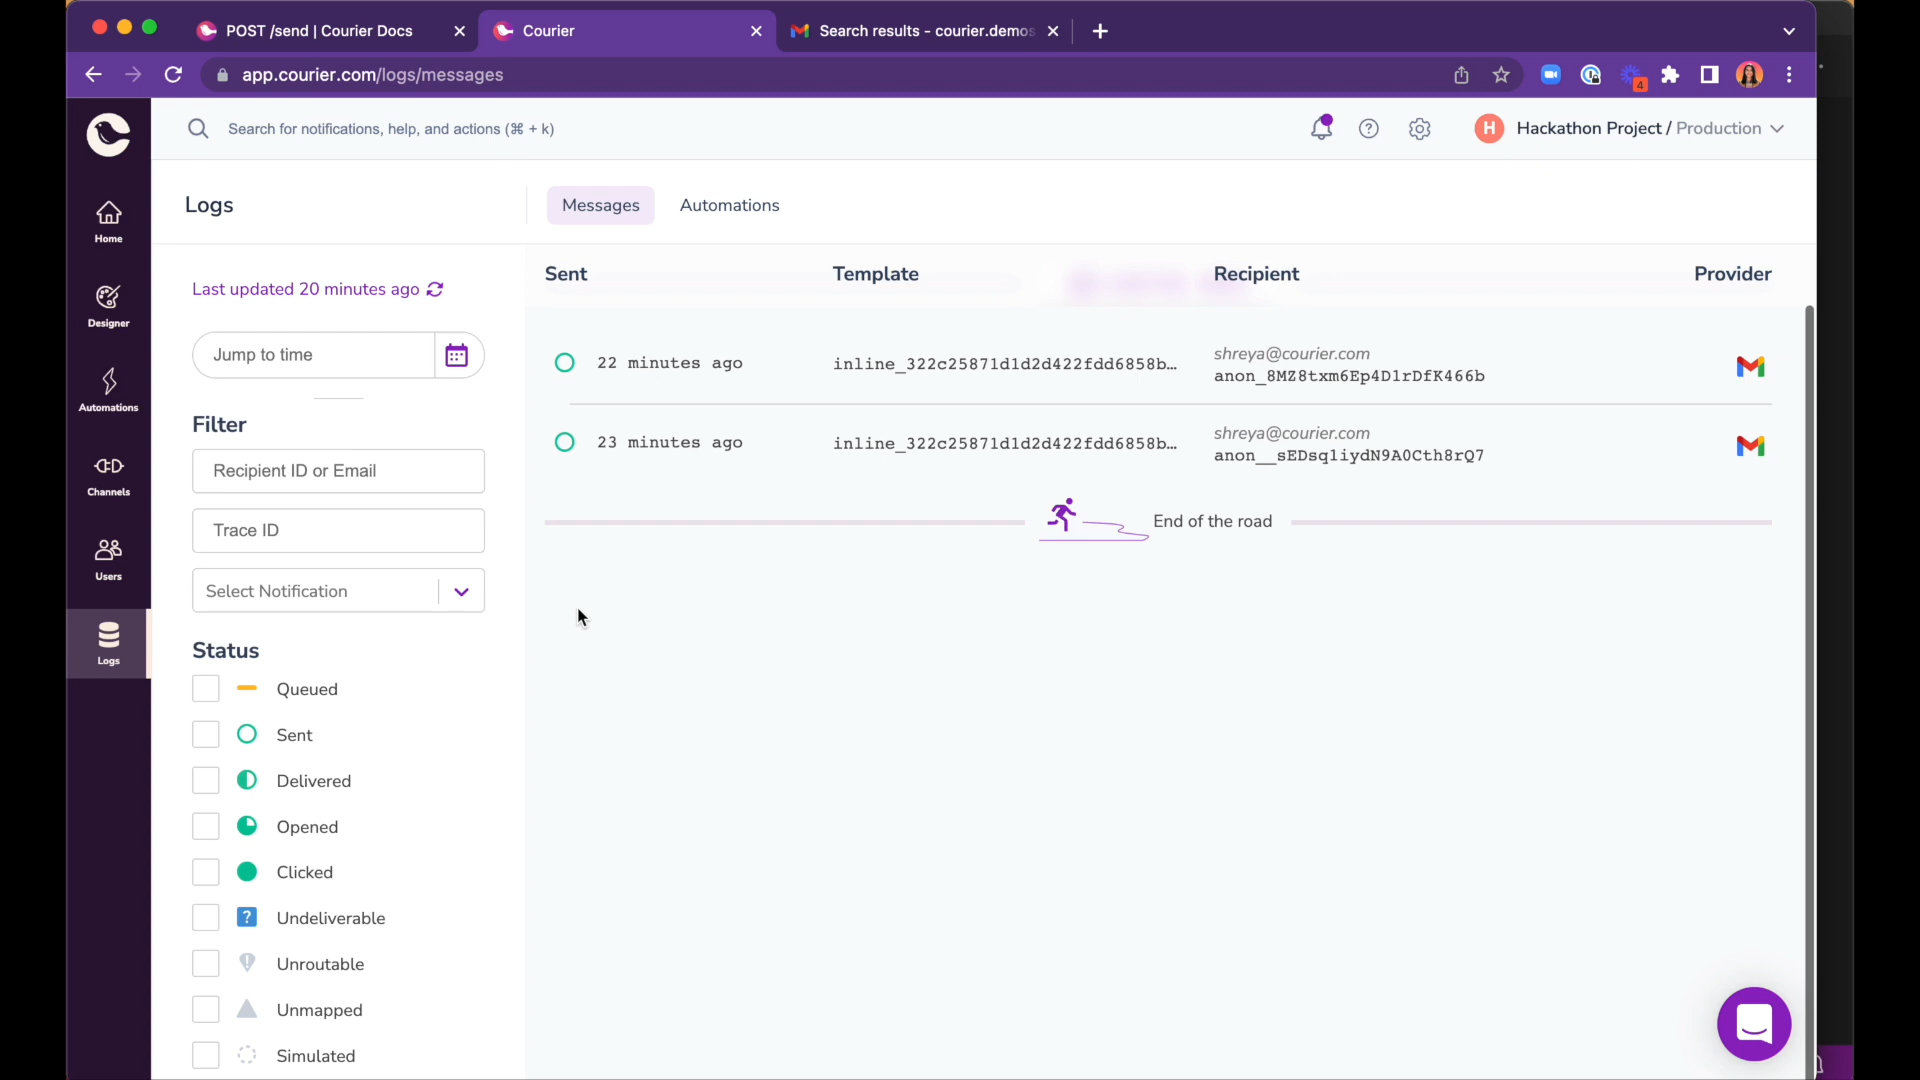 POST /send | Courier Docs
Courier
Search results - courier.demos
app.courier.com/logs/messages
4
Search for notifications, help, and actions (⌘ + k)
H
Hackathon Project / Production
Home
Designer
Automations
Channels
Users
Logs
Logs
Messages
Automations
Last updated 20 minutes ago
Jump to time
Filter
Recipient ID or Email
Trace ID
Select Notification
Status
Queued
Sent
Delivered
Opened
Clicked
?
Undeliverable
Unroutable
Unmapped
Simulated
Sent
Template
Recipient
Provider
22 minutes ago
inline_322c25871d1d2d422fdd6858b…
shreya@courier.com
anon_8MZ8txm6Ep4D1rDfK466b
23 minutes ago
inline_322c25871d1d2d422fdd6858b…
shreya@courier.com
anon__sEDsq1iydN9A0Cth8rQ7
End of the road